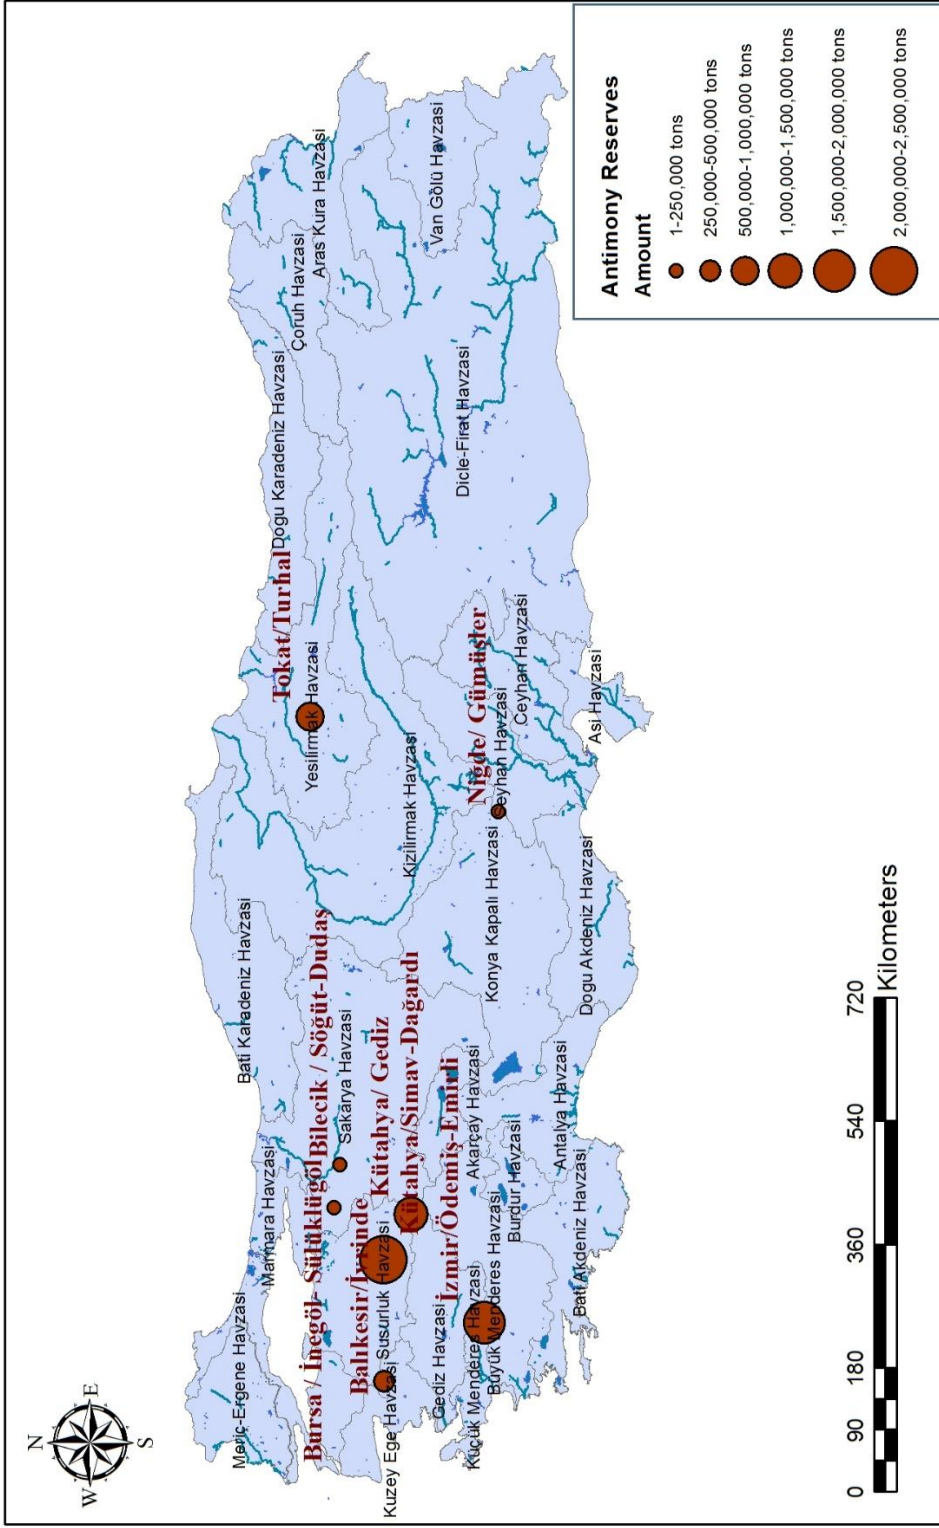 N
W
E
S
Meriç-Ergene Havzasi
Marmara Havzasi
Bati Karadeniz Havzasi
Tokat/Turhal
Dogu Karadeniz Havzasi
Çoruh Havzasi
Aras Kura Havzasi
Yesilirmak Havzasi
Bursa / İnegöl- Sülüklügöl
Bilecik / Söğüt-Dudaş
Sakarya Havzasi
Balıkesir/İvrinde
Kütahya/ Gediz
Susurluk Havzasi
Kuzey Ege Havzasi
Kütahya/Simav-Dağardı
Kizilirmak Havzasi
Van Gölü Havzasi
Dicle-Firat Havzasi
Gediz Havzasi
İzmir/Ödemiş-Emirli
Akarçay Havzasi
Niğde/ Gümüşler
Seyhan Havzasi
Ceyhan Havzasi
Konya Kapalı Havzasi
Küçük Menderes Havzasi
Büyük Menderes Havzasi
Burdur Havzasi
Antalya Havzasi
Bati Akdeniz Havzasi
Dogu Akdeniz Havzasi
Asi Havzasi
Antimony Reserves
Amount
1-250,000 tons
250,000-500,000 tons
500,000-1,000,000 tons
1,000,000-1,500,000 tons
1,500,000-2,000,000 tons
2,000,000-2,500,000 tons
0 90 180 360 540 720
Kilometers